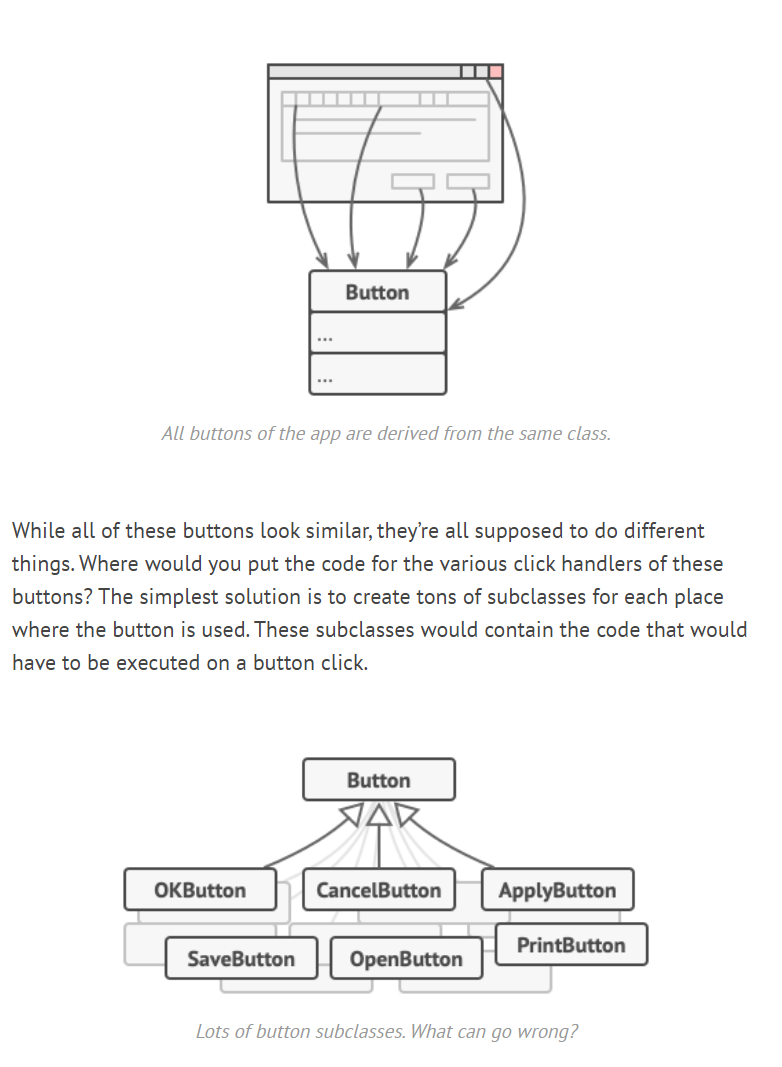 Button
...
...
All buttons of the app are derived from the same class.
While all of these buttons look similar, they’re all supposed to do different
things. Where would you put the code for the various click handlers of these
buttons? The simplest solution is to create tons of subclasses for each place
where the button is used. These subclasses would contain the code that would
have to be executed on a button click.
Button
OKButton CancelButton ApplyButton
SaveButton OpenButton PrintButton
Lots of button subclasses. What can go wrong?